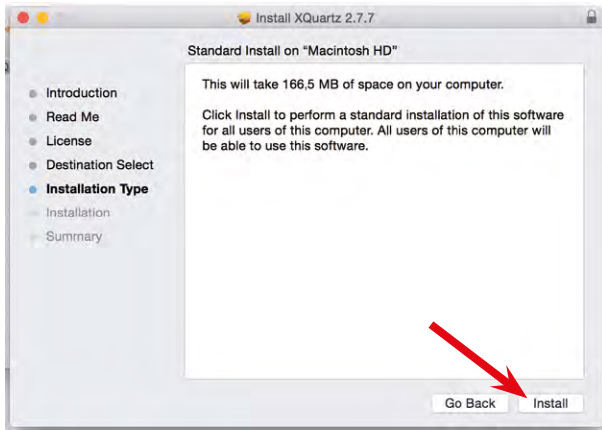 Install XQuartz 2.7.7
Standard Install on “Macintosh HD”
Introduction
Read Me
License
Destination Select
Installation Type
Installation
Summary
This will take 166,5 MB of space on your computer.
Click Install to perform a standard installation of this software
for all users of this computer. All users of this computer will
be able to use this software.
Go Back
Install